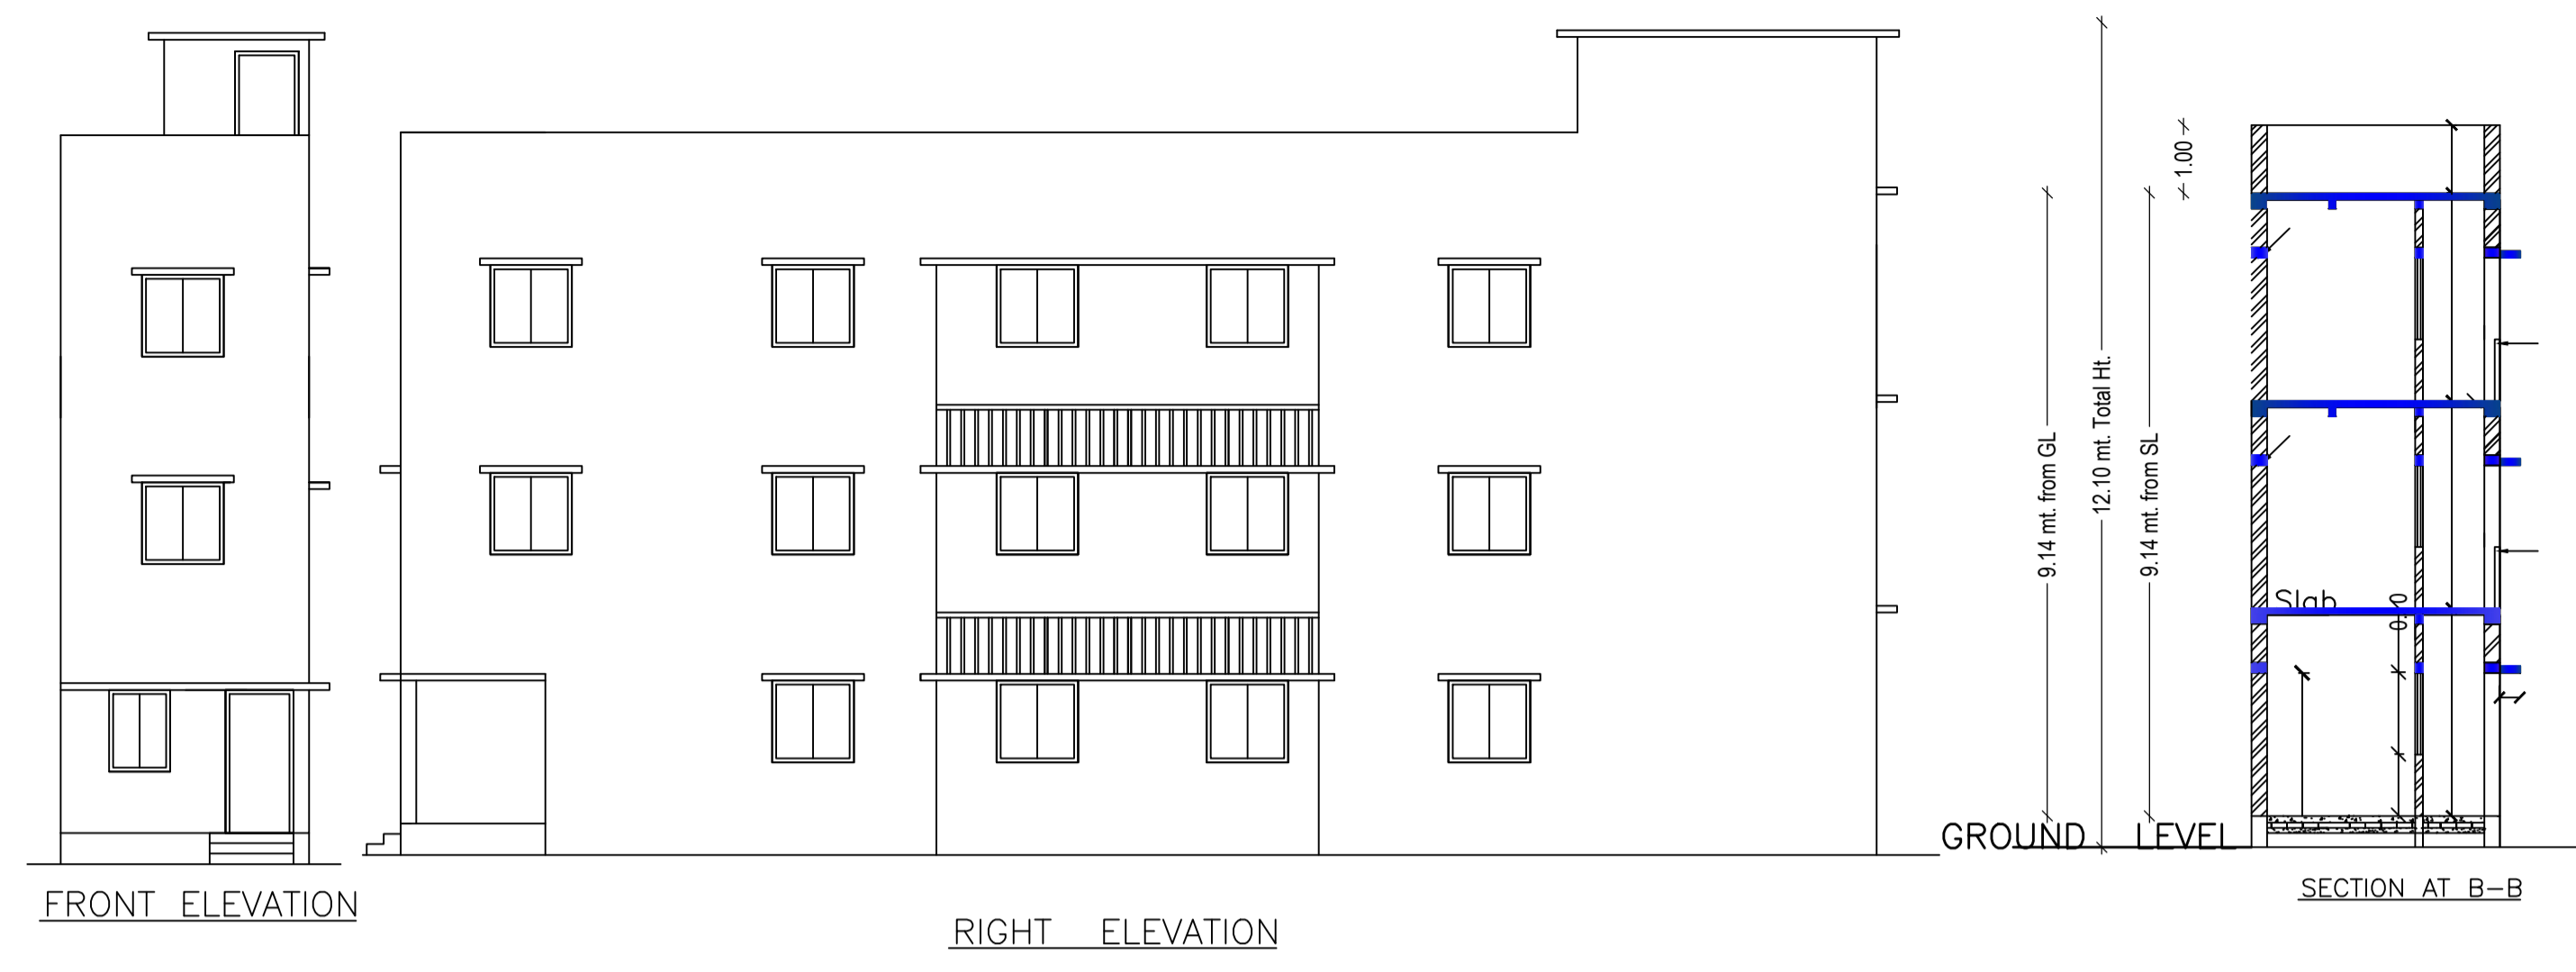 FRONT ELEVATION
RIGHT ELEVATION
9.14 mt. from GL
12.10 mt. Total Ht.
9.14 mt. from SL
1.00
GROUND LEVEL
Slab
SECTION AT B-B